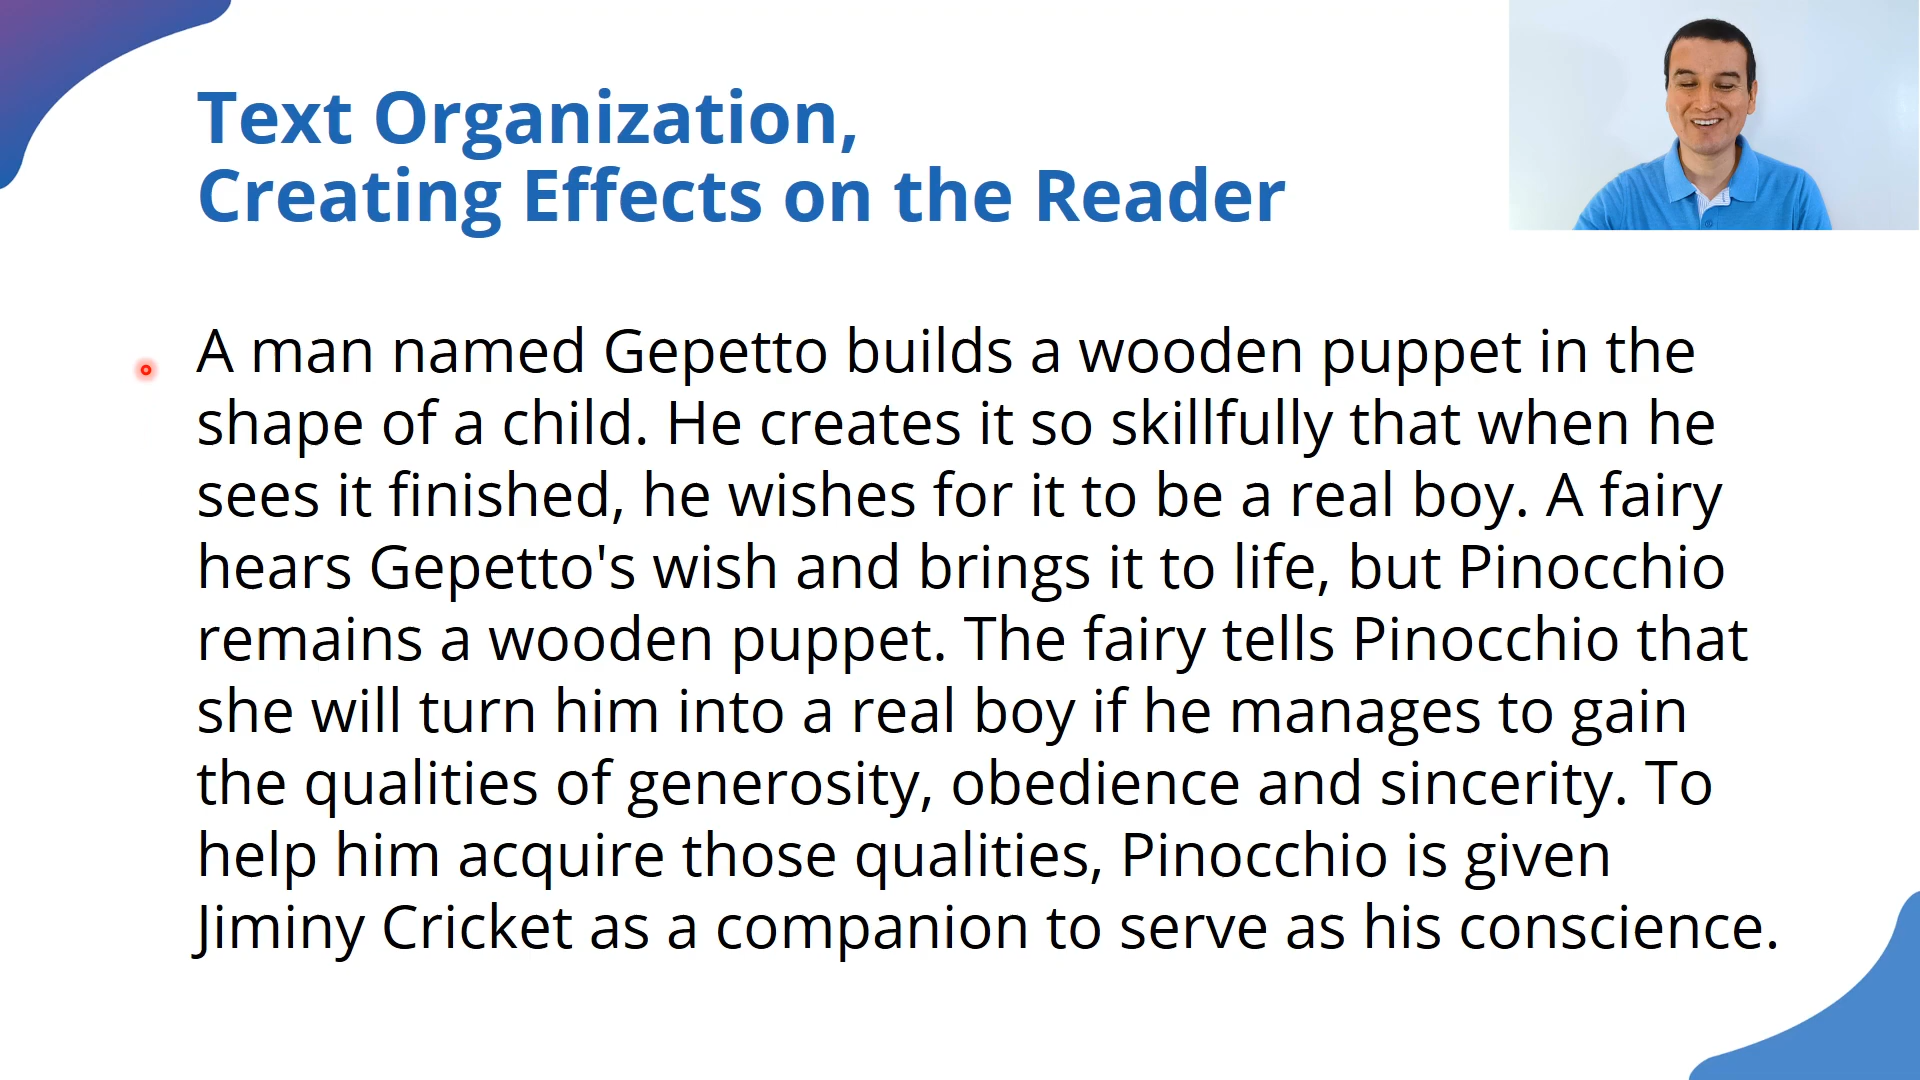 Text Organization,
Creating Effects on the Reader
A man named Gepetto builds a wooden puppet in the
shape of a child. He creates it so skillfully that when he
sees it finished, he wishes for it to be a real boy. A fairy
hears Gepetto's wish and brings it to life, but Pinocchio
remains a wooden puppet. The fairy tells Pinocchio that
she will turn him into a real boy if he manages to gain
the qualities of generosity, obedience and sincerity. To
help him acquire those qualities, Pinocchio is given
Jiminy Cricket as a companion to serve as his conscience.